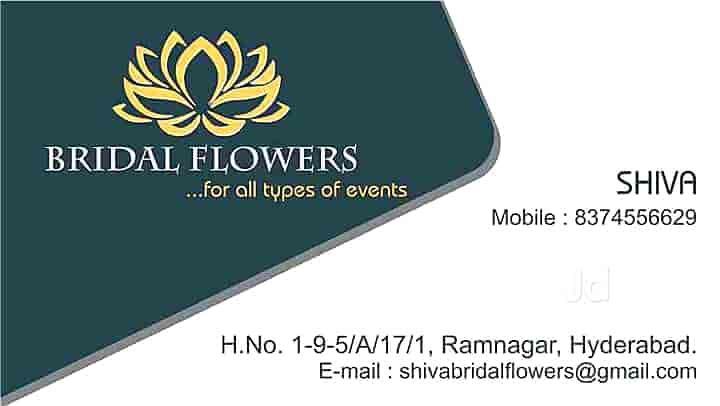 BRIDAL FLOWERS
...for all types of events
SHIVA
Mobile : 8374556629
Jd
H.No. 1-9-5/A/17/1, Ramnagar, Hyderabad.
E-mail : shivabridalflowers@gmail.com